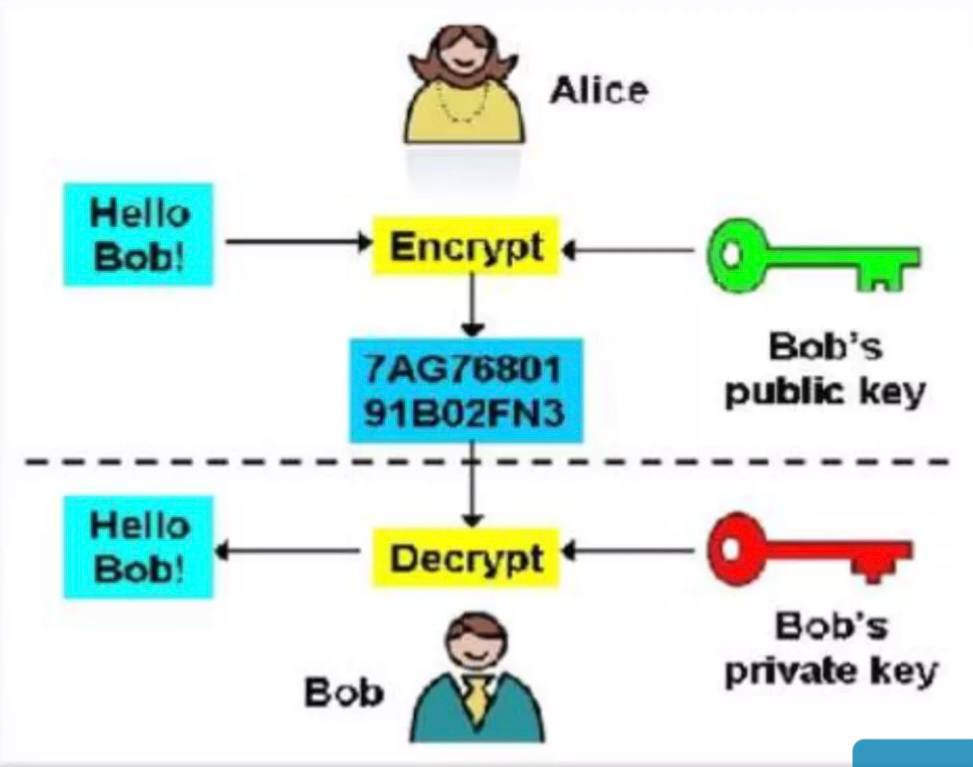 Alice
Hello
Bob!
Encrypt
Bob's
public key
7AG76801
91B02FN3
Hello
Bob!
Decrypt
Bob's
private key
Bob